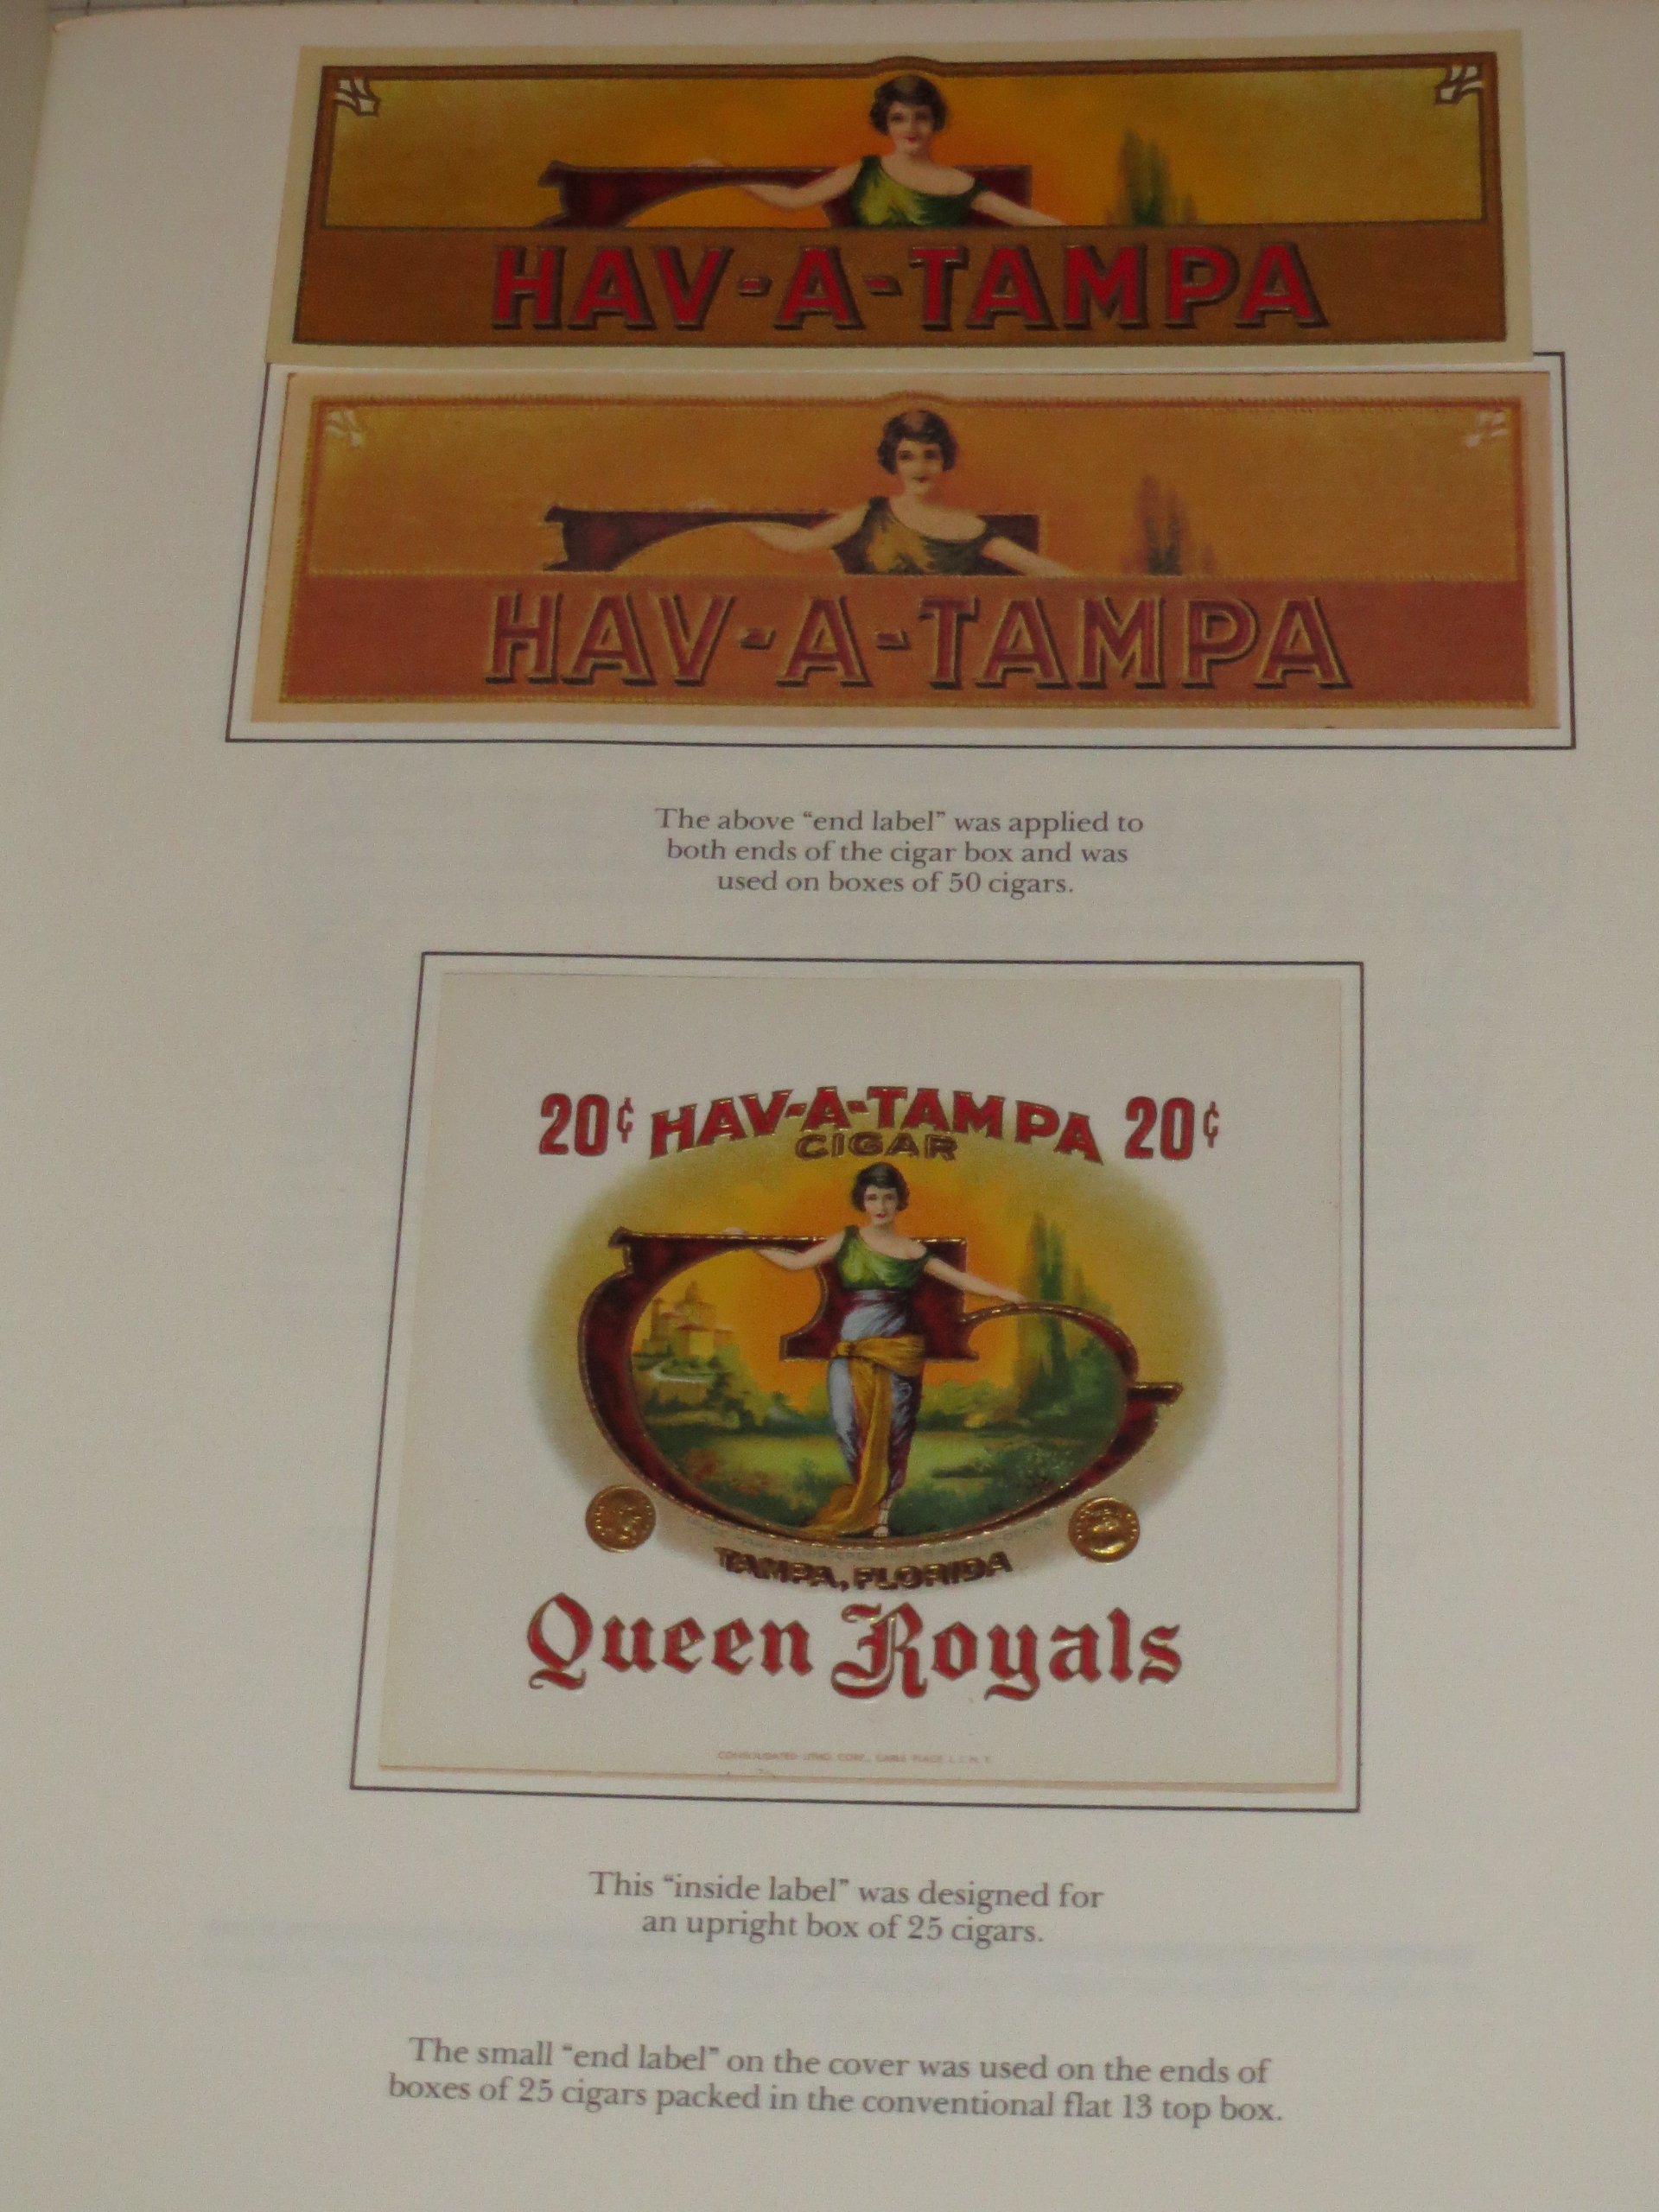 HAV-A-TAMPA
HAV-A-TAMPA
The above “end label” was applied to
both ends of the cigar box and was
used on boxes of 50 cigars.
20¢ HAV-A-TAMPA 20¢
CIGAR
TAMPA, FLORIDA
Queen Royals
CONSOLIDATED LITHO. CORP.,
This “inside label” was designed for
an upright box of 25 cigars.
The small “end label” on the cover was used on the ends of
boxes of 25 cigars packed in the conventional flat 13 top box.